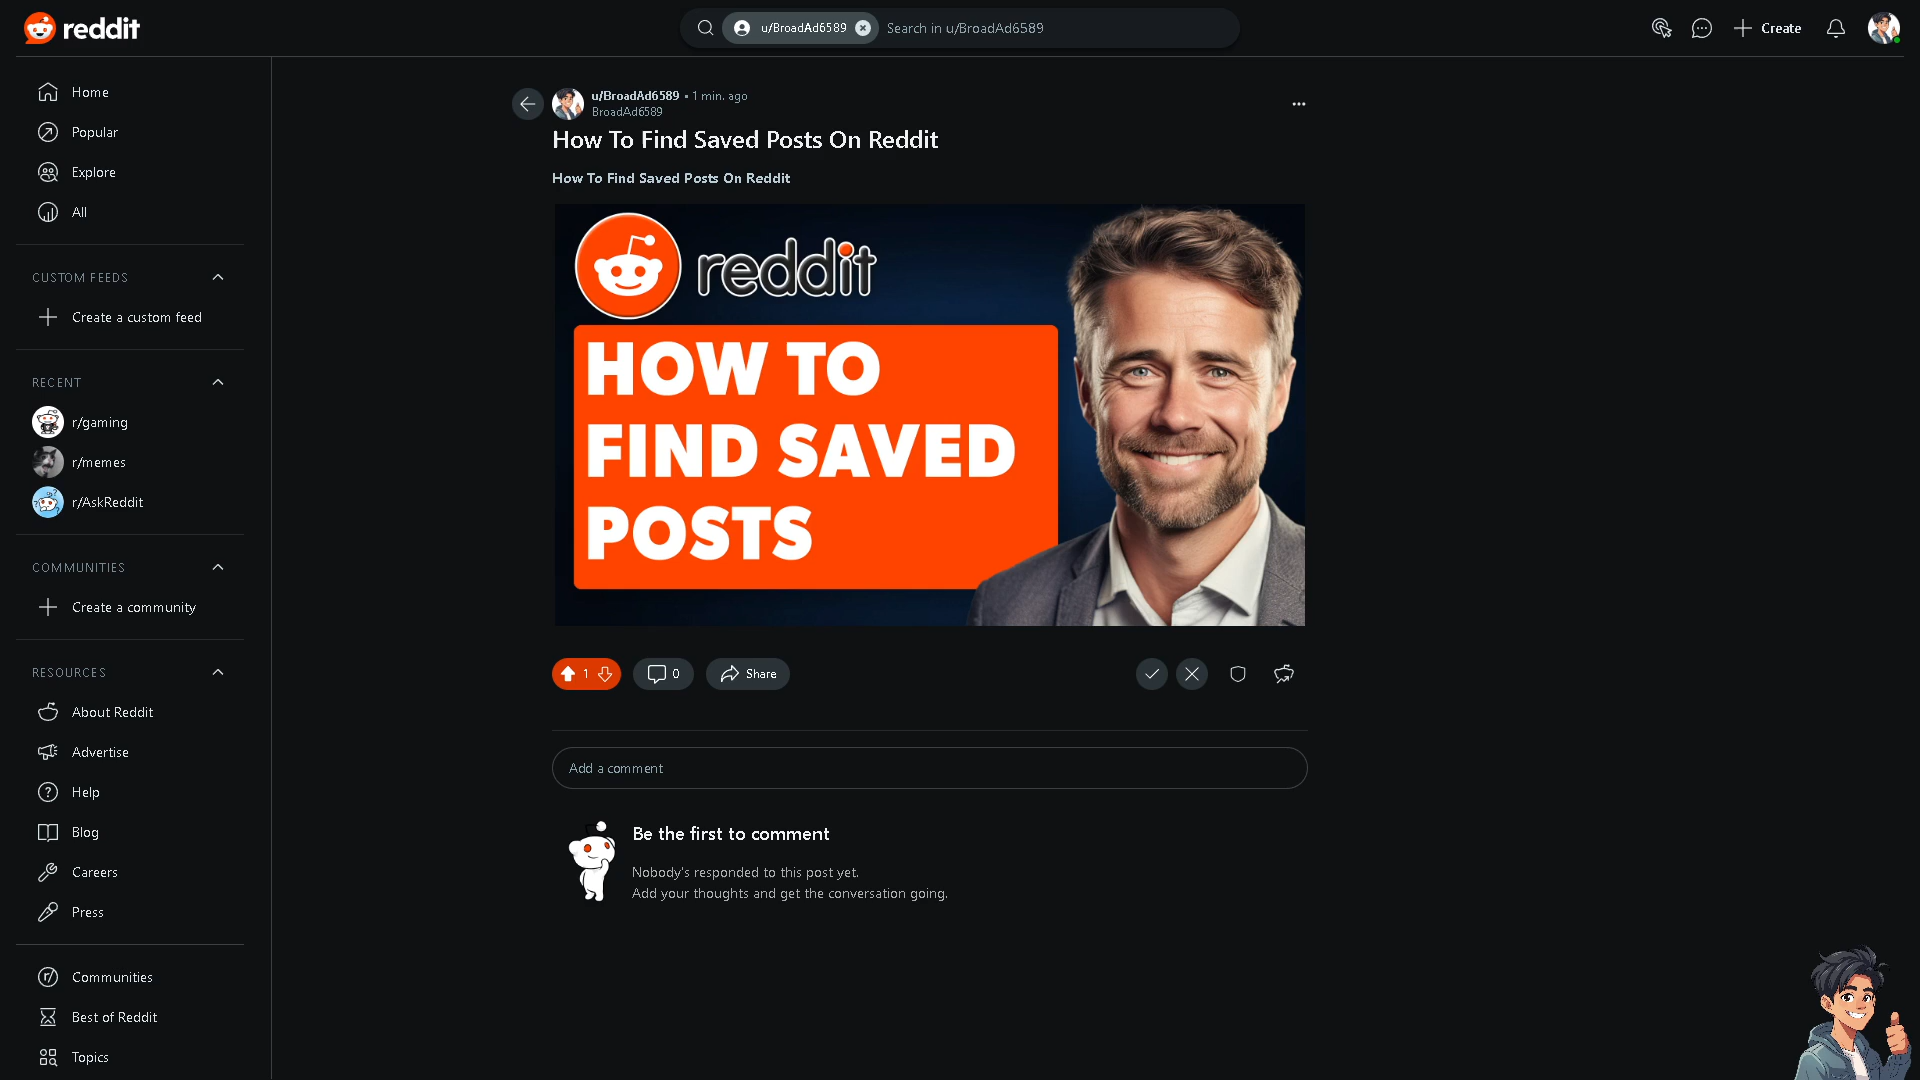 reddit
u/BroadAd6589
Search in u/BroadAd6589
Create
Home
Popular
Explore
All
CUSTOM FEEDS
Create a custom feed
RECENT
r/gaming
r/memes
r/AskReddit
COMMUNITIES
Create a community
RESOURCES
About Reddit
Advertise
Help
Blog
Careers
Press
Communities
Best of Reddit
Topics
u/BroadAd6589 • 1 min. ago
BroadAd6589
How To Find Saved Posts On Reddit
How To Find Saved Posts On Reddit
reddit
HOW TO
FIND SAVED
POSTS
1
0
Share
Add a comment
Be the first to comment
Nobody's responded to this post yet.
Add your thoughts and get the conversation going.